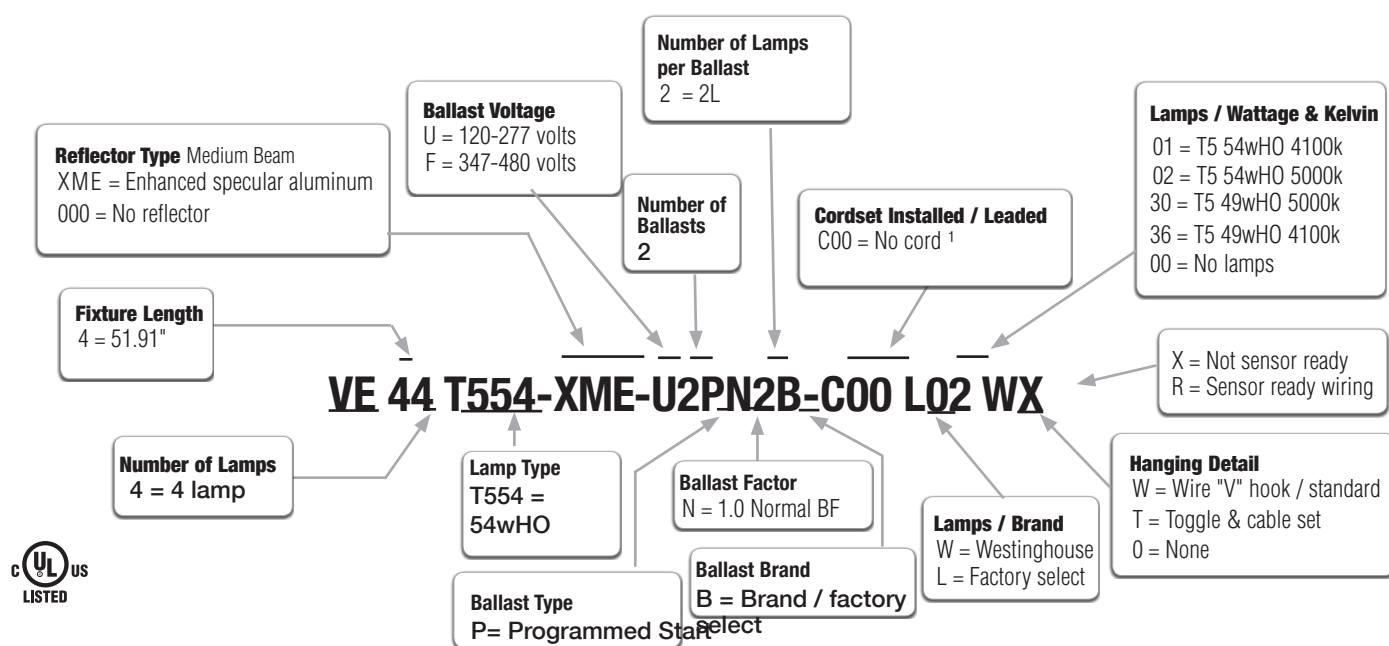 Number of Lamps
per Ballast
2 = 2L
Ballast Voltage
U = 120-277 volts
F = 347-480 volts
Lamps / Wattage & Kelvin
01 = T5 54wHO 4100k
02 = T5 54wHO 5000k
30 = T5 49wHO 5000k
36 = T5 49wHO 4100k
00 = No lamps
Reflector Type Medium Beam
XME = Enhanced specular aluminum
000 = No reflector
Number of
Ballasts
2
Cordset Installed / Leaded
C00 = No cord 1
Fixture Length
4 = 51.91"
X = Not sensor ready
R = Sensor ready wiring
VE 44 T554-XME-U2PN2B-C00 L02 WX
Number of Lamps
4 = 4 lamp
Lamp Type
T554 =
54wHO
Ballast Factor
N = 1.0 Normal BF
Lamps / Brand
W = Westinghouse
L = Factory select
Hanging Detail
W = Wire "V" hook / standard
T = Toggle & cable set
0 = None
Ballast Type
P= Programmed Start
Ballast Brand
B = Brand / factory
select
C UL US
LISTED